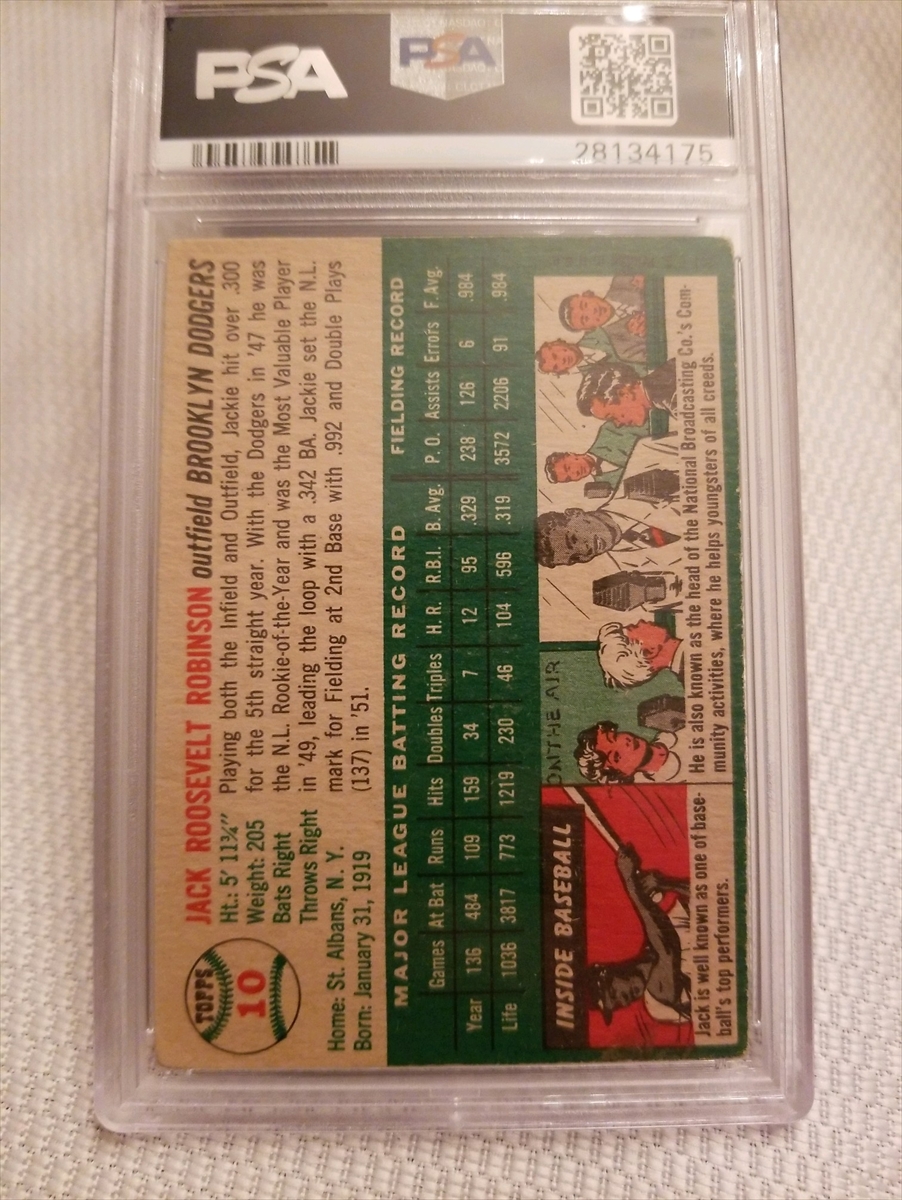 PSA
PSA
28134175
TOPPS
10
JACK ROOSEVELT ROBINSON outfield BROOKLYN DODGERS
Ht.: 5' 11¾"
Weight: 205
Bats Right
Throws Right
Home: St. Albans, N. Y.
Born: January 31, 1919
Playing both the Infield and Outfield, Jackie hit over .300
for the 5th straight year. With the Dodgers in '47 he was
the N.L. Rookie-of-the-Year and was the Most Valuable Player
in '49, leading the loop with a .342 BA. Jackie set the N.L.
mark for Fielding at 2nd Base with .992 and Double Plays
(137) in '51.
MAJOR LEAGUE BATTING RECORD FIELDING RECORD
Games At Bat Runs Hits Doubles Triples H. R. R.B.I. B. Avg. P. O. Assists Errors F. Avg.
Year 136 484 109 159 34 7 12 95 .329 238 126 6 .984
Life 1036 3817 773 1219 230 46 104 596 .319 3572 2206 91 .984
INSIDE BASEBALL
ON THE AIR
Jack is well known as one of base-
ball's top performers.
He is also known as the head of the National Broadcasting Co.'s Com-
munity activities, where he helps youngsters of all creeds.